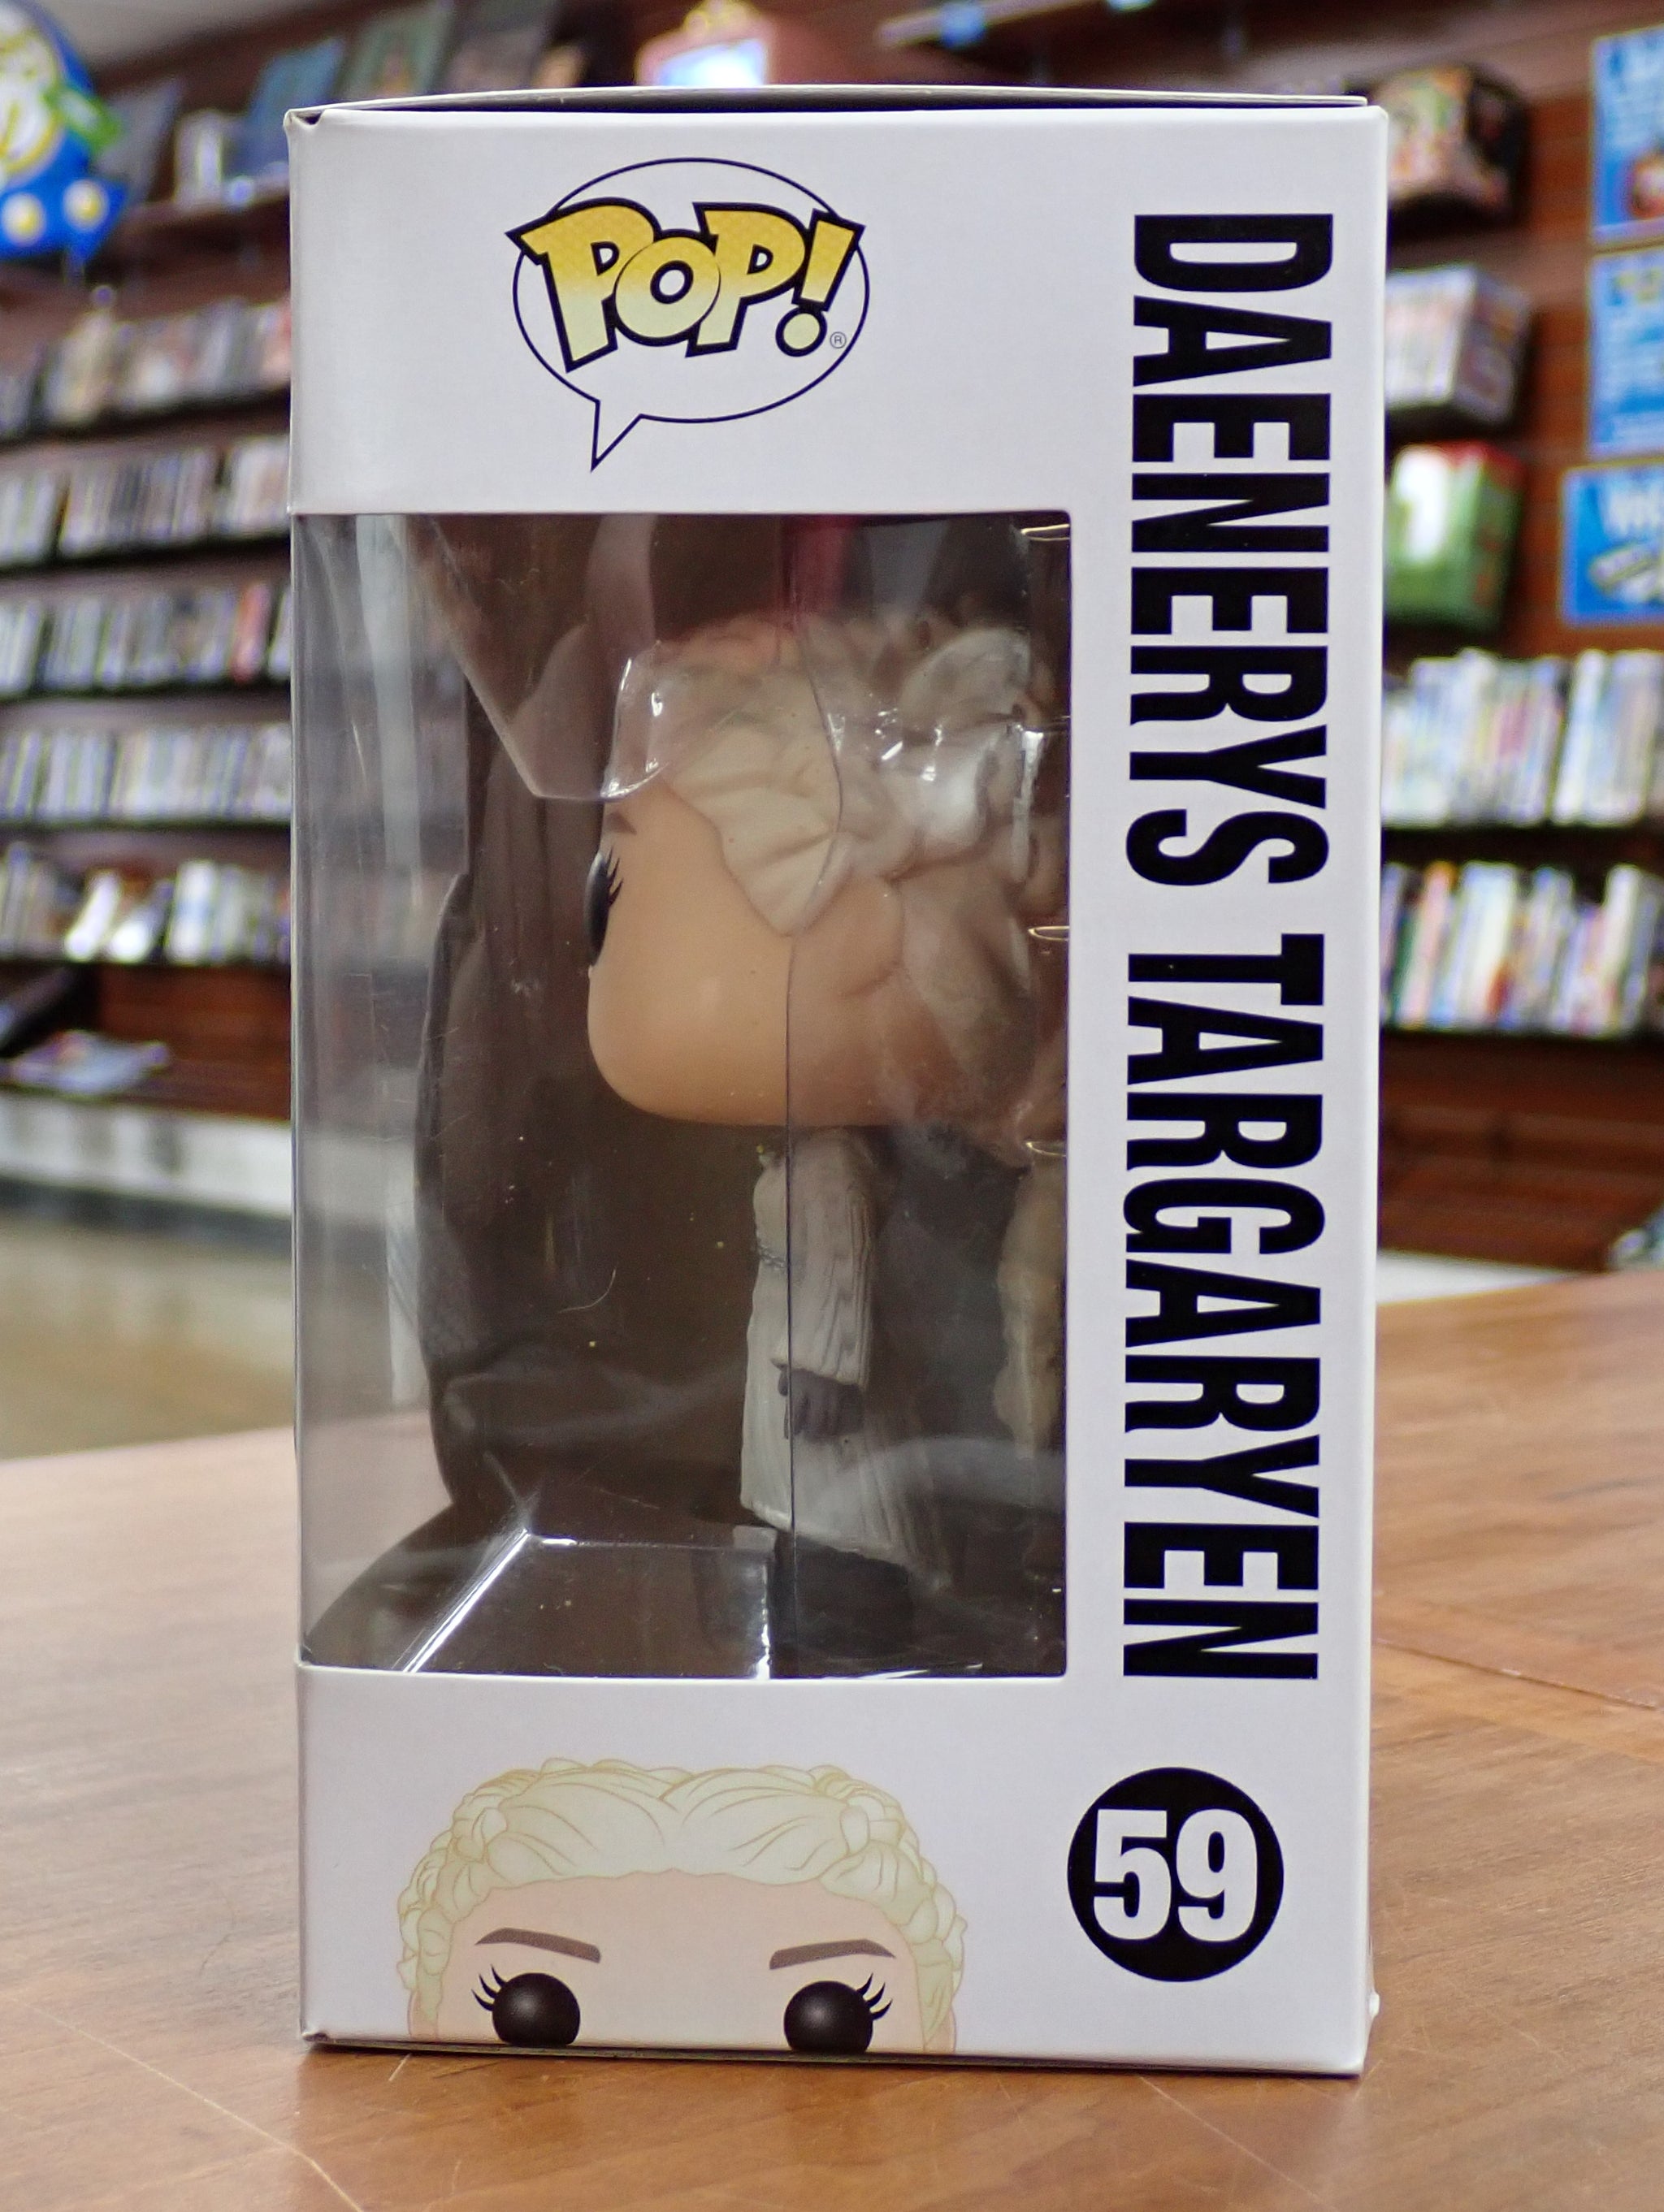 POP!®
DAENERYS TARGARYEN
59